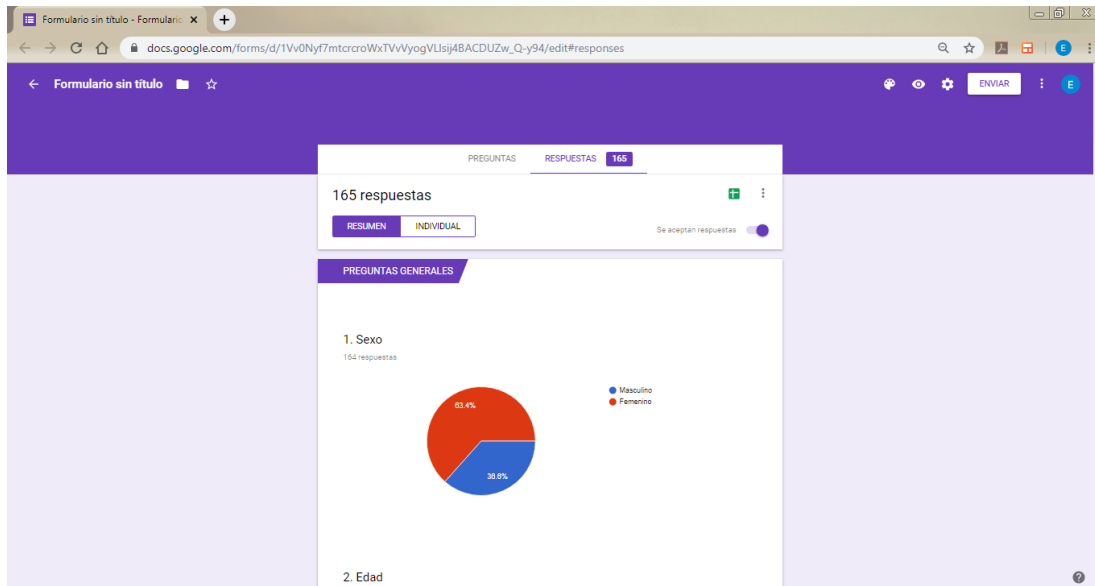 Formulario sin título - Formulario
docs.google.com/forms/d/1Vv0Nyf7mtcrcroWxTVvVyogVLlsij4BACDUZw_Q-y94/edit#responses
E
Formulario sin título
ENVIAR
E
PREGUNTAS
RESPUESTAS 165
165 respuestas
RESUMEN
INDIVIDUAL
Se aceptan respuestas
PREGUNTAS GENERALES
1. Sexo
164 respuestas
Masculino
Femenino
63.4%
36.6%
2. Edad